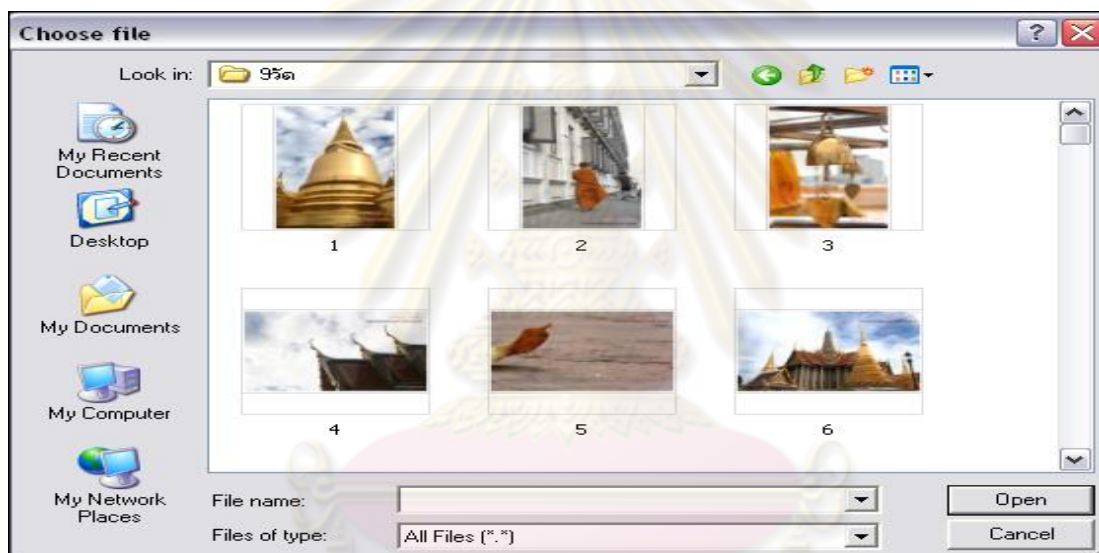 Choose file
Look in: 9วัด
My Recent
Documents
Desktop
My Documents
My Computer
My Network
Places
1
2
3
4
5
6
File name:
Open
Files of type: All Files (*.*)
Cancel